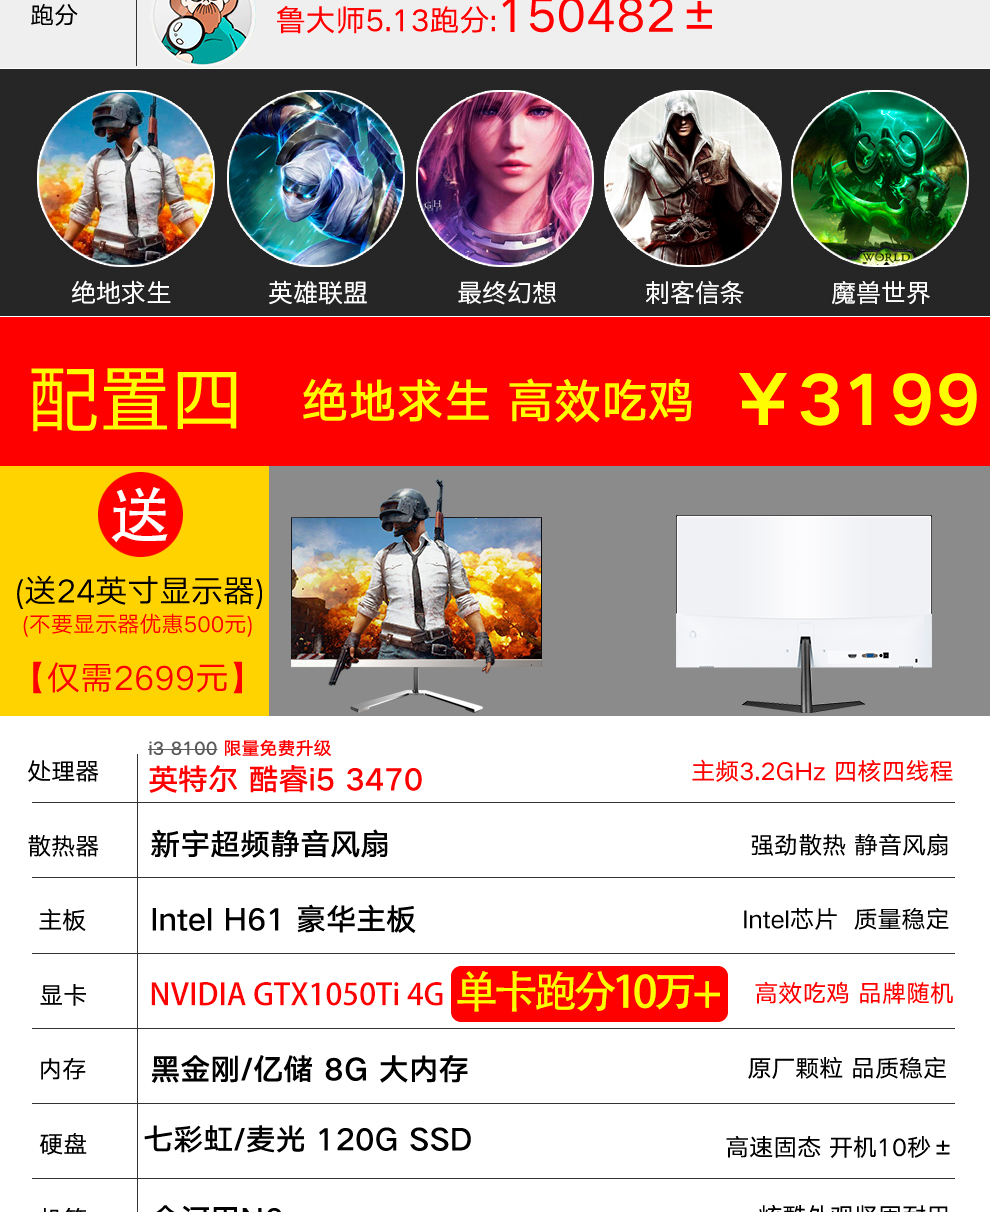 跑分
鲁大师5.13跑分:150482±
GH
WORLD
绝地求生 英雄联盟 最终幻想 刺客信条 魔兽世界
配置四 绝地求生 高效吃鸡 ￥3199
送
(送24英寸显示器)
(不要显示器优惠500元)
【仅需2699元】
i3 8100 限量免费升级
处理器 英特尔 酷睿i5 3470 主频3.2GHz 四核四线程
散热器 新宇超频静音风扇 强劲散热 静音风扇
主板 Intel H61 豪华主板 Intel芯片 质量稳定
显卡 NVIDIA GTX1050Ti 4G 单卡跑分10万+ 高效吃鸡 品牌随机
内存 黑金刚/亿储 8G 大内存 原厂颗粒 品质稳定
硬盘 七彩虹/麦光 120G SSD 高速固态 开机10秒±